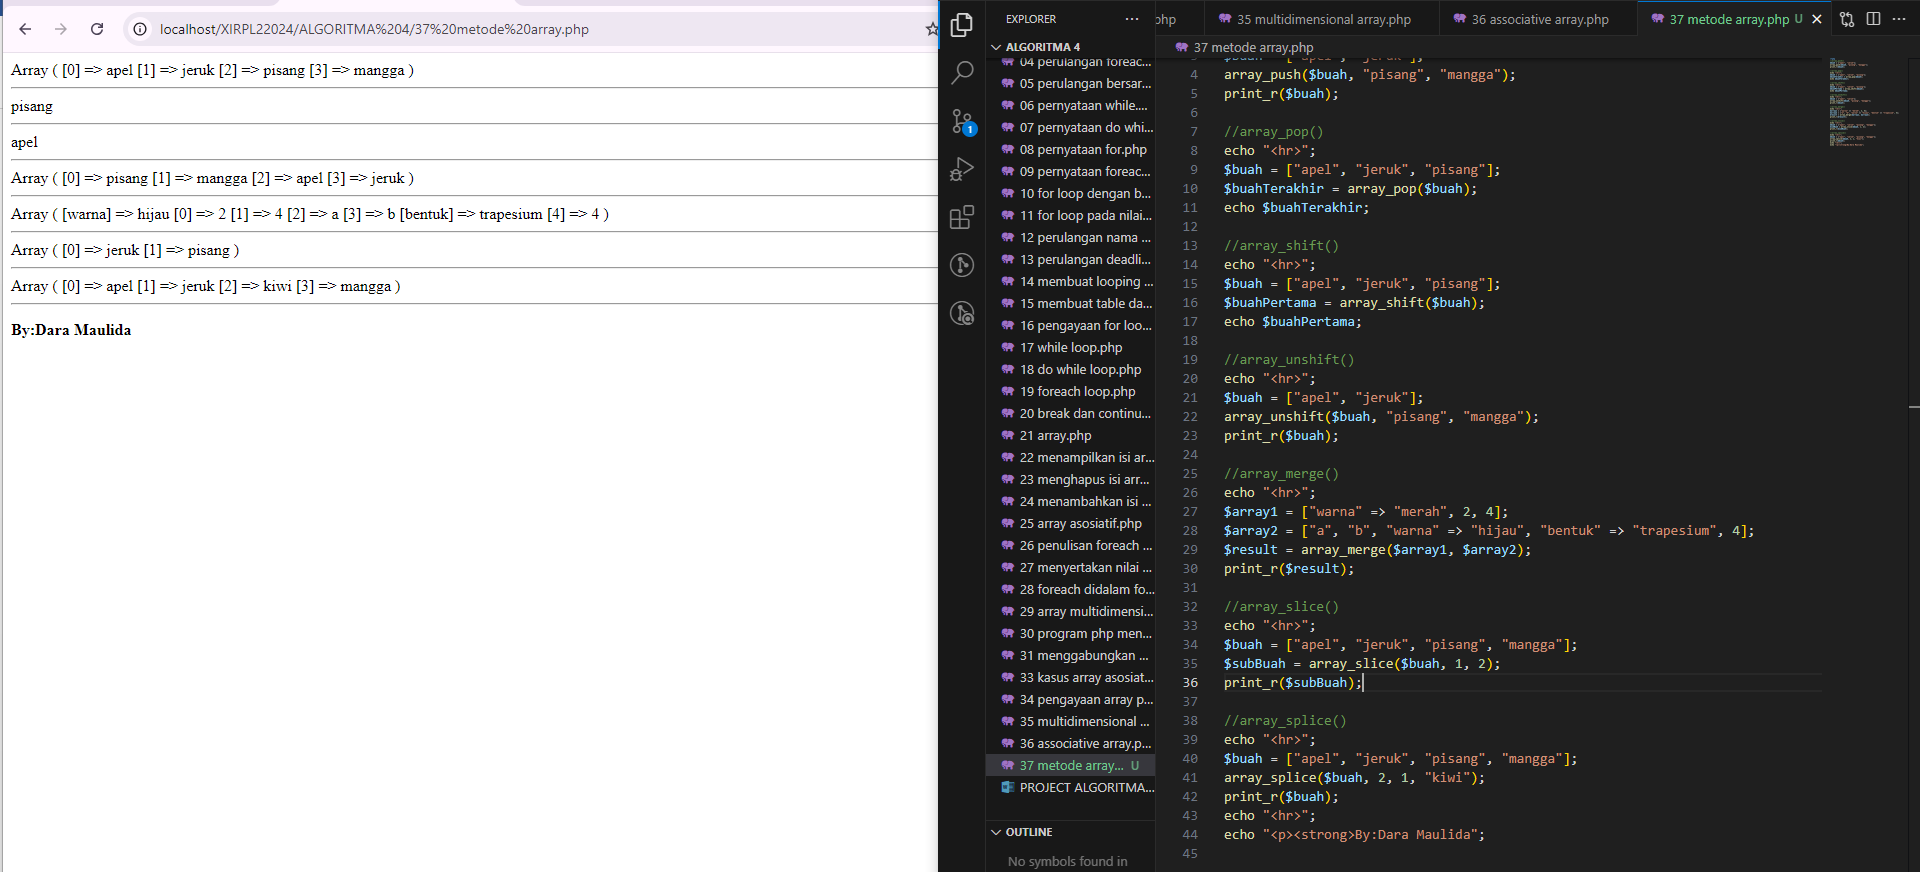 localhost/XIRPL22024/ALGORITMA%204/37%20metode%20array.php
Array ( [0] => apel [1] => jeruk [2] => pisang [3] => mangga )
pisang
apel
Array ( [0] => pisang [1] => mangga [2] => apel [3] => jeruk )
Array ( [warna] => hijau [0] => 2 [1] => 4 [2] => a [3] => b [bentuk] => trapesium [4] => 4 )
Array ( [0] => jeruk [1] => pisang )
Array ( [0] => apel [1] => jeruk [2] => kiwi [3] => mangga )
By:Dara Maulida
1
EXPLORER
ALGORITMA 4
04 perulangan foreac...
05 perulangan bersar...
06 pernyataan while....
07 pernyataan do whi...
08 pernyataan for.php
09 pernyataan foreac...
10 for loop dengan b...
11 for loop pada nilai...
12 perulangan nama ...
13 perulangan deadli...
14 membuat looping ...
15 membuat table da...
16 pengayaan for loo...
17 while loop.php
18 do while loop.php
19 foreach loop.php
20 break dan continu...
21 array.php
22 menampilkan isi ar...
23 menghapus isi arr...
24 menambahkan isi ...
25 array asosiatif.php
26 penulisan foreach ...
27 menyertakan nilai ...
28 foreach didalam fo...
29 array multidimensi...
30 program php men...
31 menggabungkan ...
33 kasus array asosiat...
34 pengayaan array p...
35 multidimensional ...
36 associative array.p...
37 metode array... U
PROJECT ALGORITMA...
OUTLINE
No symbols found in
php 35 multidimensional array.php 36 associative array.php 37 metode array.php U
37 metode array.php
3 $buah = ["apel", "jeruk"];
4 array_push($buah, "pisang", "mangga");
5 print_r($buah);
6
7 //array_pop()
8 echo "<hr>";
9 $buah = ["apel", "jeruk", "pisang"];
10 $buahTerakhir = array_pop($buah);
11 echo $buahTerakhir;
12
13 //array_shift()
14 echo "<hr>";
15 $buah = ["apel", "jeruk", "pisang"];
16 $buahPertama = array_shift($buah);
17 echo $buahPertama;
18
19 //array_unshift()
20 echo "<hr>";
21 $buah = ["apel", "jeruk"];
22 array_unshift($buah, "pisang", "mangga");
23 print_r($buah);
24
25 //array_merge()
26 echo "<hr>";
27 $array1 = ["warna" => "merah", 2, 4];
28 $array2 = ["a", "b", "warna" => "hijau", "bentuk" => "trapesium", 4];
29 $result = array_merge($array1, $array2);
30 print_r($result);
31
32 //array_slice()
33 echo "<hr>";
34 $buah = ["apel", "jeruk", "pisang", "mangga"];
35 $subBuah = array_slice($buah, 1, 2);
36 print_r($subBuah);
37
38 //array_splice()
39 echo "<hr>";
40 $buah = ["apel", "jeruk", "pisang", "mangga"];
41 array_splice($buah, 2, 1, "kiwi");
42 print_r($buah);
43 echo "<hr>";
44 echo "<p><strong>By:Dara Maulida";
45